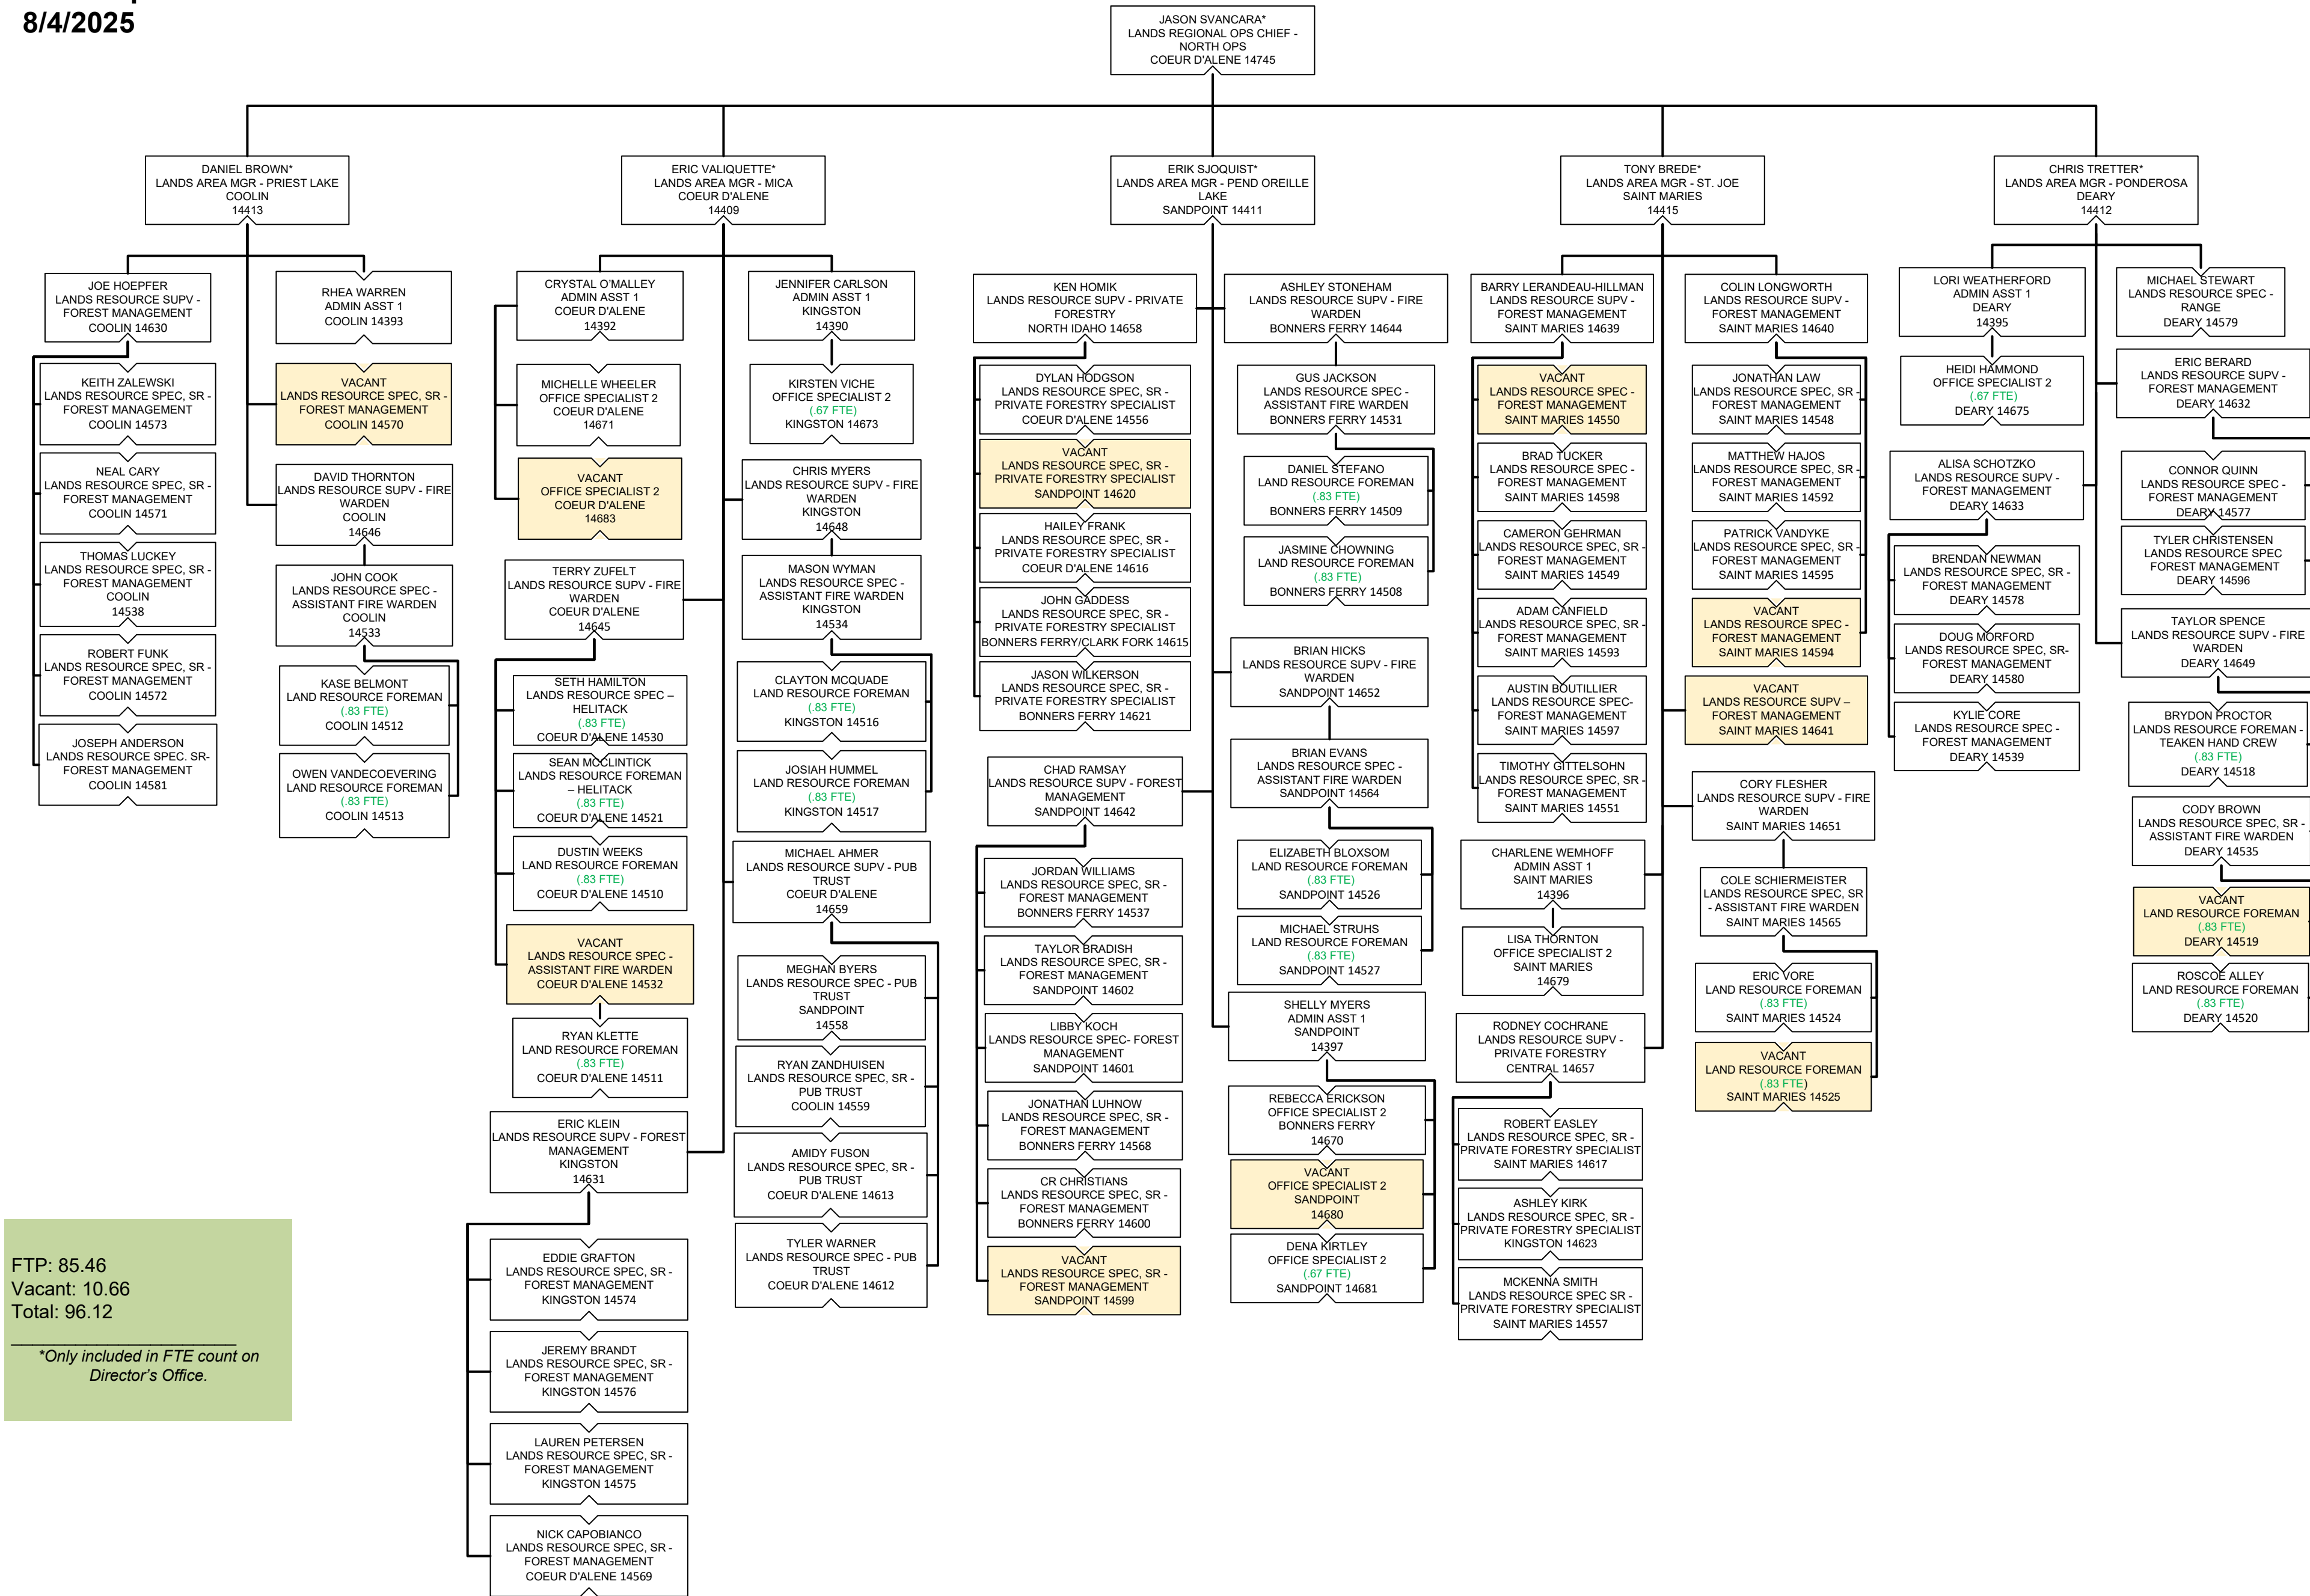 8/4/2025
JASON SVANCARA*
LANDS REGIONAL OPS CHIEF -
NORTH OPS
COEUR D'ALENE 14745
DANIEL BROWN*
LANDS AREA MGR - PRIEST LAKE
COOLIN
14413
JOE HOEPFER
LANDS RESOURCE SUPV -
FOREST MANAGEMENT
COOLIN 14630
KEITH ZALEWSKI
LANDS RESOURCE SPEC, SR -
FOREST MANAGEMENT
COOLIN 14573
NEAL CARY
LANDS RESOURCE SPEC, SR -
FOREST MANAGEMENT
COOLIN 14571
THOMAS LUCKEY
LANDS RESOURCE SPEC, SR -
FOREST MANAGEMENT
COOLIN
14538
ROBERT FUNK
LANDS RESOURCE SPEC, SR -
FOREST MANAGEMENT
COOLIN 14572
JOSEPH ANDERSON
LANDS RESOURCE SPEC. SR-
FOREST MANAGEMENT
COOLIN 14581
RHEA WARREN
ADMIN ASST 1
COOLIN 14393
VACANT
LANDS RESOURCE SPEC, SR -
FOREST MANAGEMENT
COOLIN 14570
DAVID THORNTON
LANDS RESOURCE SUPV - FIRE
WARDEN
COOLIN
14646
JOHN COOK
LANDS RESOURCE SPEC -
ASSISTANT FIRE WARDEN
COOLIN
14533
KASE BELMONT
LAND RESOURCE FOREMAN
(.83 FTE)
COOLIN 14512
OWEN VANDECOEVERING
LAND RESOURCE FOREMAN
(.83 FTE)
COOLIN 14513
ERIC VALIQUETTE*
LANDS AREA MGR - MICA
COEUR D'ALENE
14409
CRYSTAL O'MALLEY
ADMIN ASST 1
COEUR D'ALENE
14392
MICHELLE WHEELER
OFFICE SPECIALIST 2
COEUR D'ALENE
14671
VACANT
OFFICE SPECIALIST 2
COEUR D'ALENE
14683
TERRY ZUFELT
LANDS RESOURCE SUPV - FIRE
WARDEN
COEUR D'ALENE
14645
SETH HAMILTON
LANDS RESOURCE SPEC –
HELITACK
(.83 FTE)
COEUR D'ALENE 14530
SEAN MCCLINTICK
LANDS RESOURCE FOREMAN
– HELITACK
(.83 FTE)
COEUR D'ALENE 14521
DUSTIN WEEKS
LAND RESOURCE FOREMAN
(.83 FTE)
COEUR D'ALENE 14510
VACANT
LANDS RESOURCE SPEC -
ASSISTANT FIRE WARDEN
COEUR D'ALENE 14532
RYAN KLETTE
LAND RESOURCE FOREMAN
(.83 FTE)
COEUR D'ALENE 14511
ERIC KLEIN
LANDS RESOURCE SUPV - FOREST
MANAGEMENT
KINGSTON
14631
EDDIE GRAFTON
LANDS RESOURCE SPEC, SR -
FOREST MANAGEMENT
KINGSTON 14574
JEREMY BRANDT
LANDS RESOURCE SPEC, SR -
FOREST MANAGEMENT
KINGSTON 14576
LAUREN PETERSEN
LANDS RESOURCE SPEC, SR -
FOREST MANAGEMENT
KINGSTON 14575
NICK CAPOBIANCO
LANDS RESOURCE SPEC, SR -
FOREST MANAGEMENT
COEUR D'ALENE 14569
JENNIFER CARLSON
ADMIN ASST 1
KINGSTON
14390
KIRSTEN VICHE
OFFICE SPECIALIST 2
(.67 FTE)
KINGSTON 14673
CHRIS MYERS
LANDS RESOURCE SUPV - FIRE
WARDEN
KINGSTON
14648
MASON WYMAN
LANDS RESOURCE SPEC -
ASSISTANT FIRE WARDEN
KINGSTON
14534
CLAYTON MCQUADE
LAND RESOURCE FOREMAN
(.83 FTE)
KINGSTON 14516
JOSIAH HUMMEL
LAND RESOURCE FOREMAN
(.83 FTE)
KINGSTON 14517
MICHAEL AHMER
LANDS RESOURCE SUPV - PUB
TRUST
COEUR D'ALENE
14659
MEGHAN BYERS
LANDS RESOURCE SPEC - PUB
TRUST
SANDPOINT
14558
RYAN ZANDHUISEN
LANDS RESOURCE SPEC, SR -
PUB TRUST
COOLIN 14559
AMIDY FUSON
LANDS RESOURCE SPEC, SR -
PUB TRUST
COEUR D'ALENE 14613
TYLER WARNER
LANDS RESOURCE SPEC - PUB
TRUST
COEUR D'ALENE 14612
ERIK SJOQUIST*
LANDS AREA MGR - PEND OREILLE
LAKE
SANDPOINT 14411
KEN HOMIK
LANDS RESOURCE SUPV - PRIVATE
FORESTRY
NORTH IDAHO 14658
DYLAN HODGSON
LANDS RESOURCE SPEC, SR -
PRIVATE FORESTRY SPECIALIST
COEUR D'ALENE 14556
VACANT
LANDS RESOURCE SPEC, SR -
PRIVATE FORESTRY SPECIALIST
SANDPOINT 14620
HAILEY FRANK
LANDS RESOURCE SPEC, SR -
PRIVATE FORESTRY SPECIALIST
COEUR D'ALENE 14616
JOHN GADDESS
LANDS RESOURCE SPEC, SR -
PRIVATE FORESTRY SPECIALIST
BONNERS FERRY/CLARK FORK 14615
JASON WILKERSON
LANDS RESOURCE SPEC, SR -
PRIVATE FORESTRY SPECIALIST
BONNERS FERRY 14621
CHAD RAMSAY
LANDS RESOURCE SUPV - FOREST
MANAGEMENT
SANDPOINT 14642
JORDAN WILLIAMS
LANDS RESOURCE SPEC, SR -
FOREST MANAGEMENT
BONNERS FERRY 14537
TAYLOR BRADISH
LANDS RESOURCE SPEC, SR -
FOREST MANAGEMENT
SANDPOINT 14602
LIBBY KOCH
LANDS RESOURCE SPEC- FOREST
MANAGEMENT
SANDPOINT 14601
JONATHAN LUHNOW
LANDS RESOURCE SPEC, SR -
FOREST MANAGEMENT
BONNERS FERRY 14568
CR CHRISTIANS
LANDS RESOURCE SPEC, SR -
FOREST MANAGEMENT
BONNERS FERRY 14600
VACANT
LANDS RESOURCE SPEC, SR -
FOREST MANAGEMENT
SANDPOINT 14599
ASHLEY STONEHAM
LANDS RESOURCE SUPV - FIRE
WARDEN
BONNERS FERRY 14644
GUS JACKSON
LANDS RESOURCE SPEC -
ASSISTANT FIRE WARDEN
BONNERS FERRY 14531
DANIEL STEFANO
LAND RESOURCE FOREMAN
(.83 FTE)
BONNERS FERRY 14509
JASMINE CHOWNING
LAND RESOURCE FOREMAN
(.83 FTE)
BONNERS FERRY 14508
BRIAN HICKS
LANDS RESOURCE SUPV - FIRE
WARDEN
SANDPOINT 14652
BRIAN EVANS
LANDS RESOURCE SPEC -
ASSISTANT FIRE WARDEN
SANDPOINT 14564
ELIZABETH BLOXSOM
LAND RESOURCE FOREMAN
(.83 FTE)
SANDPOINT 14526
MICHAEL STRUHS
LAND RESOURCE FOREMAN
(.83 FTE)
SANDPOINT 14527
SHELLY MYERS
ADMIN ASST 1
SANDPOINT
14397
REBECCA ERICKSON
OFFICE SPECIALIST 2
BONNERS FERRY
14670
VACANT
OFFICE SPECIALIST 2
SANDPOINT
14680
DENA KIRTLEY
OFFICE SPECIALIST 2
(.67 FTE)
SANDPOINT 14681
TONY BREDE*
LANDS AREA MGR - ST. JOE
SAINT MARIES
14415
BARRY LERANDEAU-HILLMAN
LANDS RESOURCE SUPV -
FOREST MANAGEMENT
SAINT MARIES 14639
VACANT
LANDS RESOURCE SPEC -
FOREST MANAGEMENT
SAINT MARIES 14550
BRAD TUCKER
LANDS RESOURCE SPEC -
FOREST MANAGEMENT
SAINT MARIES 14598
CAMERON GEHRMAN
LANDS RESOURCE SPEC, SR -
FOREST MANAGEMENT
SAINT MARIES 14549
ADAM CANFIELD
LANDS RESOURCE SPEC, SR -
FOREST MANAGEMENT
SAINT MARIES 14593
AUSTIN BOUTILLIER
LANDS RESOURCE SPEC-
FOREST MANAGEMENT
SAINT MARIES 14597
TIMOTHY GITTELSOHN
LANDS RESOURCE SPEC, SR -
FOREST MANAGEMENT
SAINT MARIES 14551
CHARLENE WEMHOFF
ADMIN ASST 1
SAINT MARIES
14396
LISA THORNTON
OFFICE SPECIALIST 2
SAINT MARIES
14679
RODNEY COCHRANE
LANDS RESOURCE SUPV -
PRIVATE FORESTRY
CENTRAL 14657
ROBERT EASLEY
LANDS RESOURCE SPEC, SR -
PRIVATE FORESTRY SPECIALIST
SAINT MARIES 14617
ASHLEY KIRK
LANDS RESOURCE SPEC, SR -
PRIVATE FORESTRY SPECIALIST
KINGSTON 14623
MCKENNA SMITH
LANDS RESOURCE SPEC SR -
PRIVATE FORESTRY SPECIALIST
SAINT MARIES 14557
COLIN LONGWORTH
LANDS RESOURCE SUPV -
FOREST MANAGEMENT
SAINT MARIES 14640
JONATHAN LAW
LANDS RESOURCE SPEC, SR -
FOREST MANAGEMENT
SAINT MARIES 14548
MATTHEW HAJOS
LANDS RESOURCE SPEC, SR -
FOREST MANAGEMENT
SAINT MARIES 14592
PATRICK VANDYKE
LANDS RESOURCE SPEC, SR -
FOREST MANAGEMENT
SAINT MARIES 14595
VACANT
LANDS RESOURCE SPEC -
FOREST MANAGEMENT
SAINT MARIES 14594
VACANT
LANDS RESOURCE SUPV –
FOREST MANAGEMENT
SAINT MARIES 14641
CORY FLESHER
LANDS RESOURCE SUPV - FIRE
WARDEN
SAINT MARIES 14651
COLE SCHIERMEISTER
LANDS RESOURCE SPEC, SR
- ASSISTANT FIRE WARDEN
SAINT MARIES 14565
ERIC VORE
LAND RESOURCE FOREMAN
(.83 FTE)
SAINT MARIES 14524
VACANT
LAND RESOURCE FOREMAN
(.83 FTE)
SAINT MARIES 14525
CHRIS TRETTER*
LANDS AREA MGR - PONDEROSA
DEARY
14412
LORI WEATHERFORD
ADMIN ASST 1
DEARY
14395
HEIDI HAMMOND
OFFICE SPECIALIST 2
(.67 FTE)
DEARY 14675
ALISA SCHOTZKO
LANDS RESOURCE SUPV -
FOREST MANAGEMENT
DEARY 14633
BRENDAN NEWMAN
LANDS RESOURCE SPEC, SR -
FOREST MANAGEMENT
DEARY 14578
DOUG MORFORD
LANDS RESOURCE SPEC, SR-
FOREST MANAGEMENT
DEARY 14580
KYLIE CORE
LANDS RESOURCE SPEC -
FOREST MANAGEMENT
DEARY 14539
MICHAEL STEWART
LANDS RESOURCE SPEC -
RANGE
DEARY 14579
ERIC BERARD
LANDS RESOURCE SUPV -
FOREST MANAGEMENT
DEARY 14632
CONNOR QUINN
LANDS RESOURCE SPEC -
FOREST MANAGEMENT
DEARY 14577
TYLER CHRISTENSEN
LANDS RESOURCE SPEC
FOREST MANAGEMENT
DEARY 14596
TAYLOR SPENCE
LANDS RESOURCE SUPV - FIRE
WARDEN
DEARY 14649
BRYDON PROCTOR
LANDS RESOURCE FOREMAN -
TEAKEN HAND CREW
(.83 FTE)
DEARY 14518
CODY BROWN
LANDS RESOURCE SPEC, SR -
ASSISTANT FIRE WARDEN
DEARY 14535
VACANT
LAND RESOURCE FOREMAN
(.83 FTE)
DEARY 14519
ROSCOE ALLEY
LAND RESOURCE FOREMAN
(.83 FTE)
DEARY 14520
FTP: 85.46
Vacant: 10.66
Total: 96.12
*Only included in FTE count on
Director's Office.